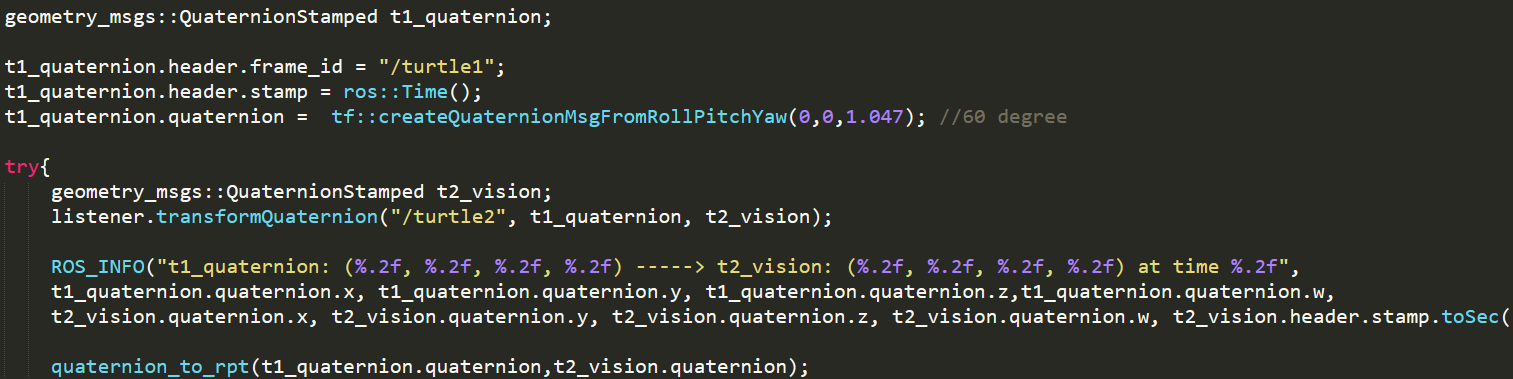 geometry_msgs::QuaternionStamped t1_quaternion;
t1_quaternion.header.frame_id = "/turtle1";
t1_quaternion.header.stamp = ros::Time();
t1_quaternion.quaternion =  tf::createQuaternionMsgFromRollPitchYaw(0,0,1.047); //60 degree
try{
geometry_msgs::QuaternionStamped t2_vision;
listener.transformQuaternion("/turtle2", t1_quaternion, t2_vision);
ROS_INFO("t1_quaternion: (%.2f, %.2f, %.2f, %.2f) -----> t2_vision: (%.2f, %.2f, %.2f, %.2f) at time %.2f",
t1_quaternion.quaternion.x, t1_quaternion.quaternion.y, t1_quaternion.quaternion.z,t1_quaternion.quaternion.w,
t2_vision.quaternion.x, t2_vision.quaternion.y, t2_vision.quaternion.z, t2_vision.quaternion.w, t2_vision.header.stamp.toSec(
quaternion_to_rpt(t1_quaternion.quaternion,t2_vision.quaternion);